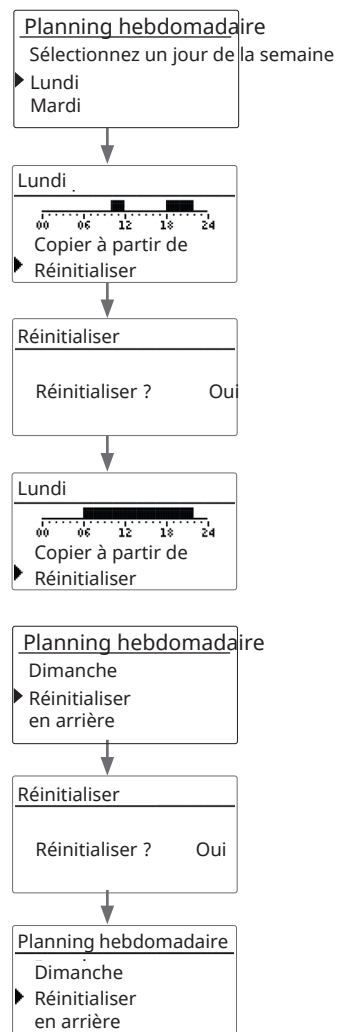 Planning hebdomadaire
Sélectionnez un jour de la semaine
Lundi
Mardi
Lundi
00 06 12 18 24
Copier à partir de
Réinitialiser
Réinitialiser
Réinitialiser ? Oui
Lundi
00 06 12 18 24
Copier à partir de
Réinitialiser
Planning hebdomadaire
Dimanche
Réinitialiser
en arrière
Réinitialiser
Réinitialiser ? Oui
Planning hebdomadaire
Dimanche
Réinitialiser
en arrière